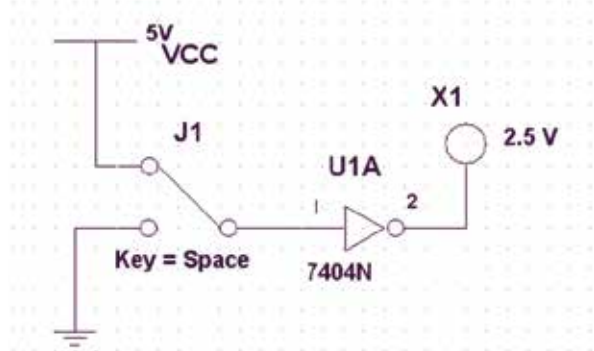 5V
VCC
X1
J1
2.5 V
U1A
1
2
Key = Space
7404N